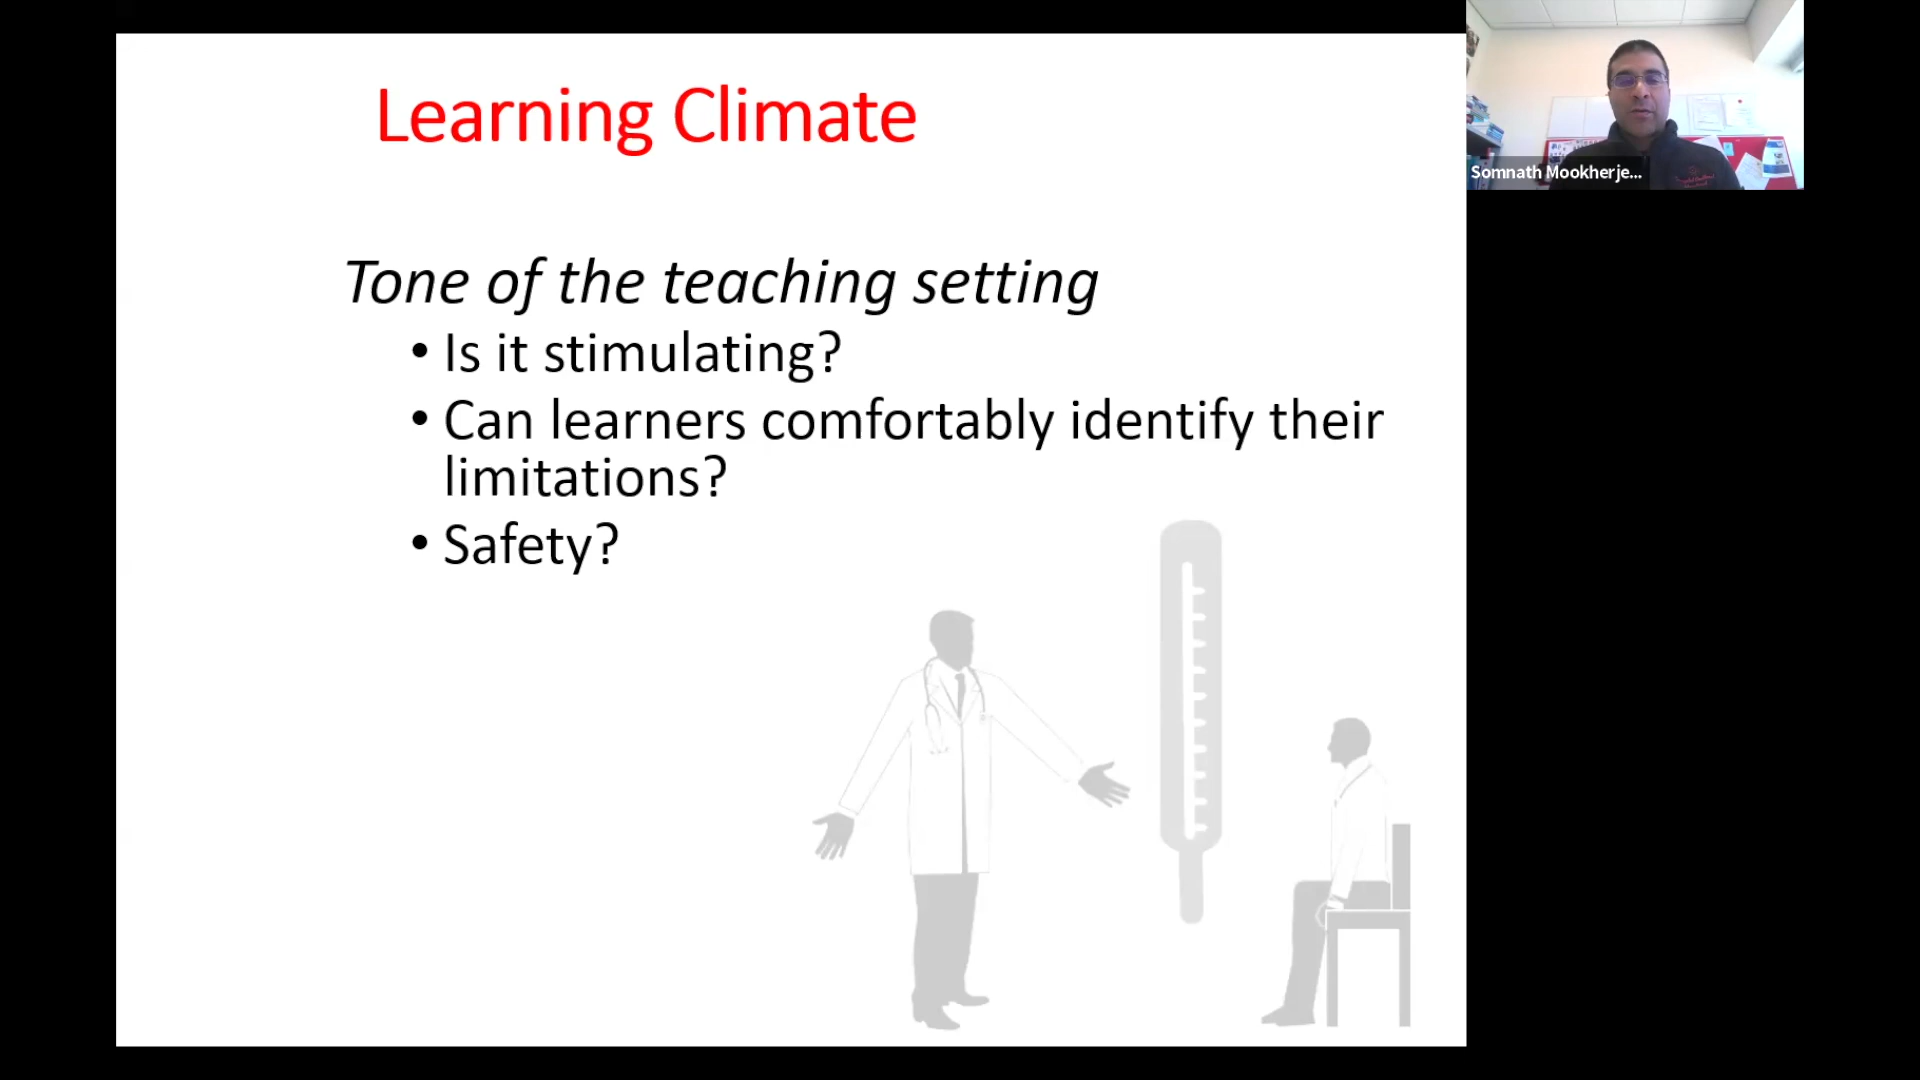 Learning Climate
Somnath Mookherje...
Tone of the teaching setting
• Is it stimulating?
• Can learners comfortably identify their
limitations?
• Safety?